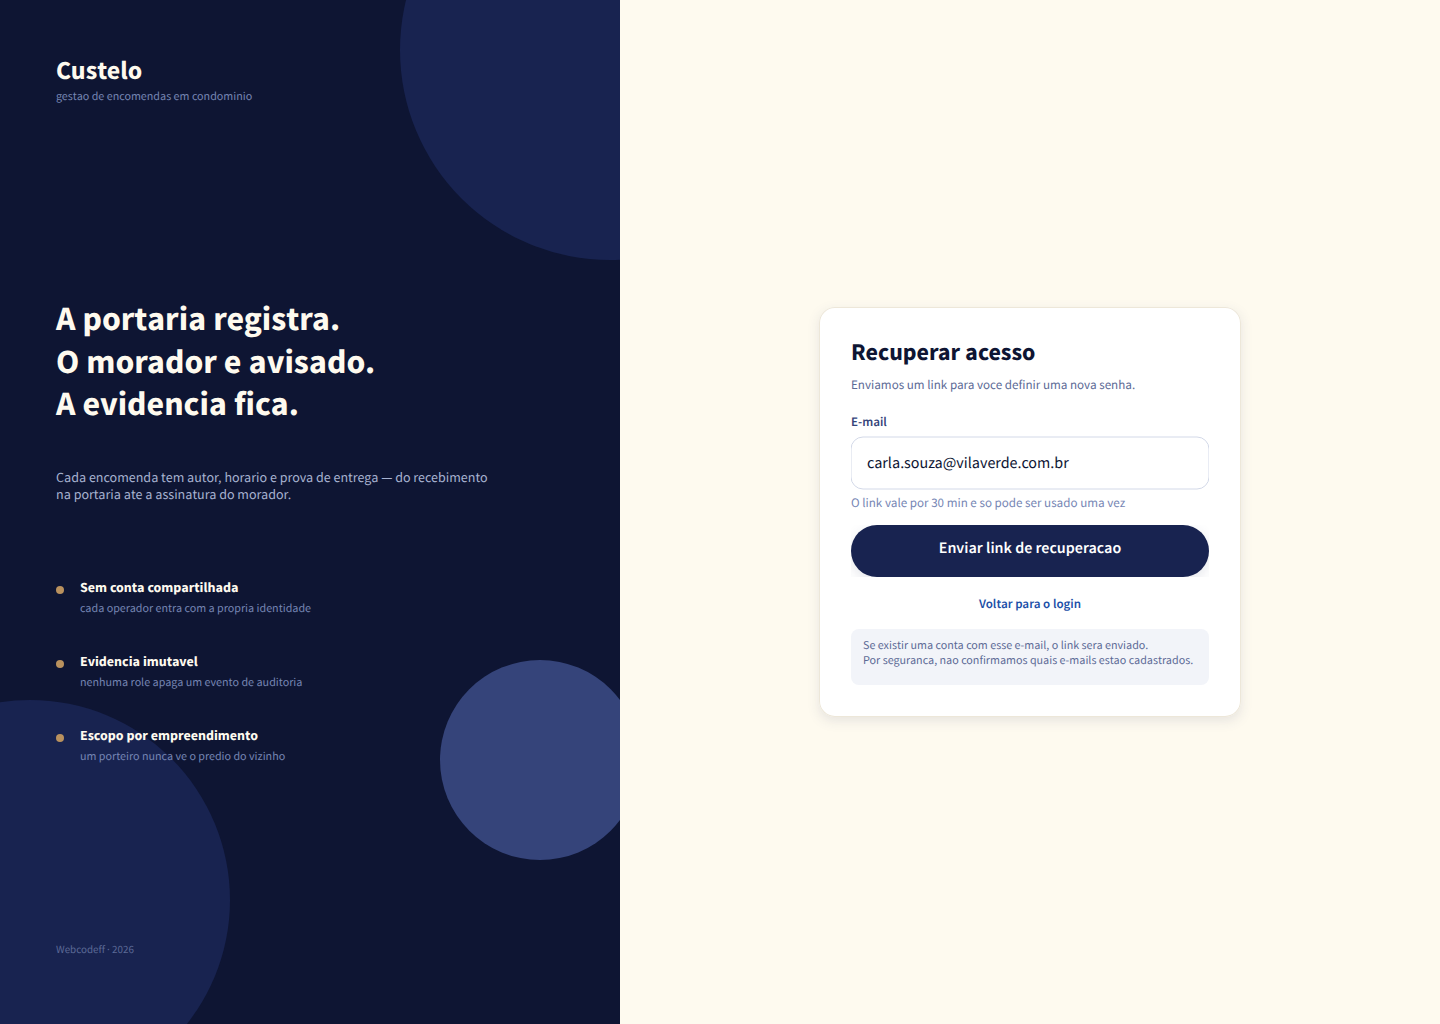 Custelo
gestao de encomendas em condominio
A portaria registra.
O morador e avisado.
A evidencia fica.
Cada encomenda tem autor, horario e prova de entrega — do recebimento
na portaria ate a assinatura do morador.
Sem conta compartilhada
cada operador entra com a propria identidade
Evidencia imutavel
nenhuma role apaga um evento de auditoria
Escopo por empreendimento
um porteiro nunca ve o predio do vizinho
Webcodeff · 2026
Recuperar acesso
Enviamos um link para voce definir uma nova senha.
E-mail
carla.souza@vilaverde.com.br
O link vale por 30 min e so pode ser usado uma vez
Enviar link de recuperacao
Voltar para o login
Se existir uma conta com esse e-mail, o link sera enviado.
Por seguranca, nao confirmamos quais e-mails estao cadastrados.